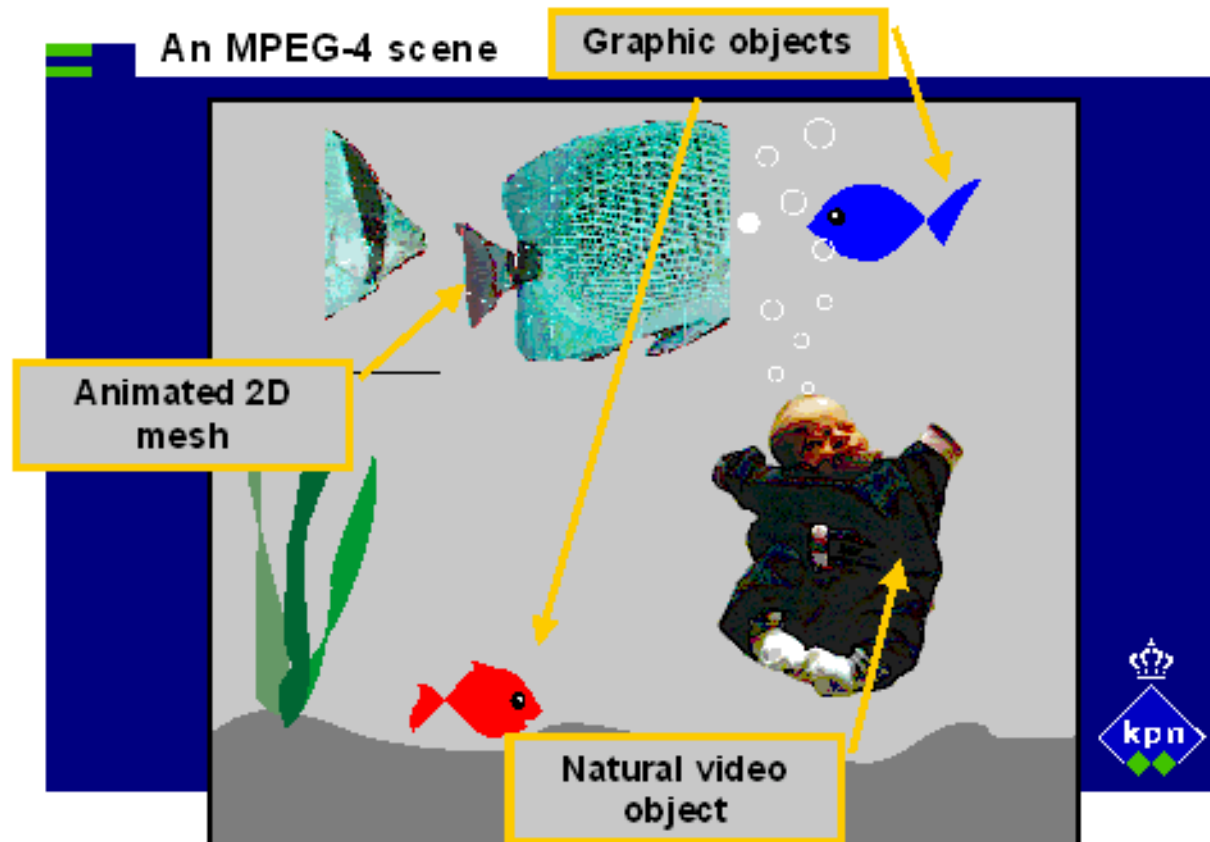 An MPEG-4 scene
Graphic objects
Animated 2D
mesh
Natural video
object
kpn